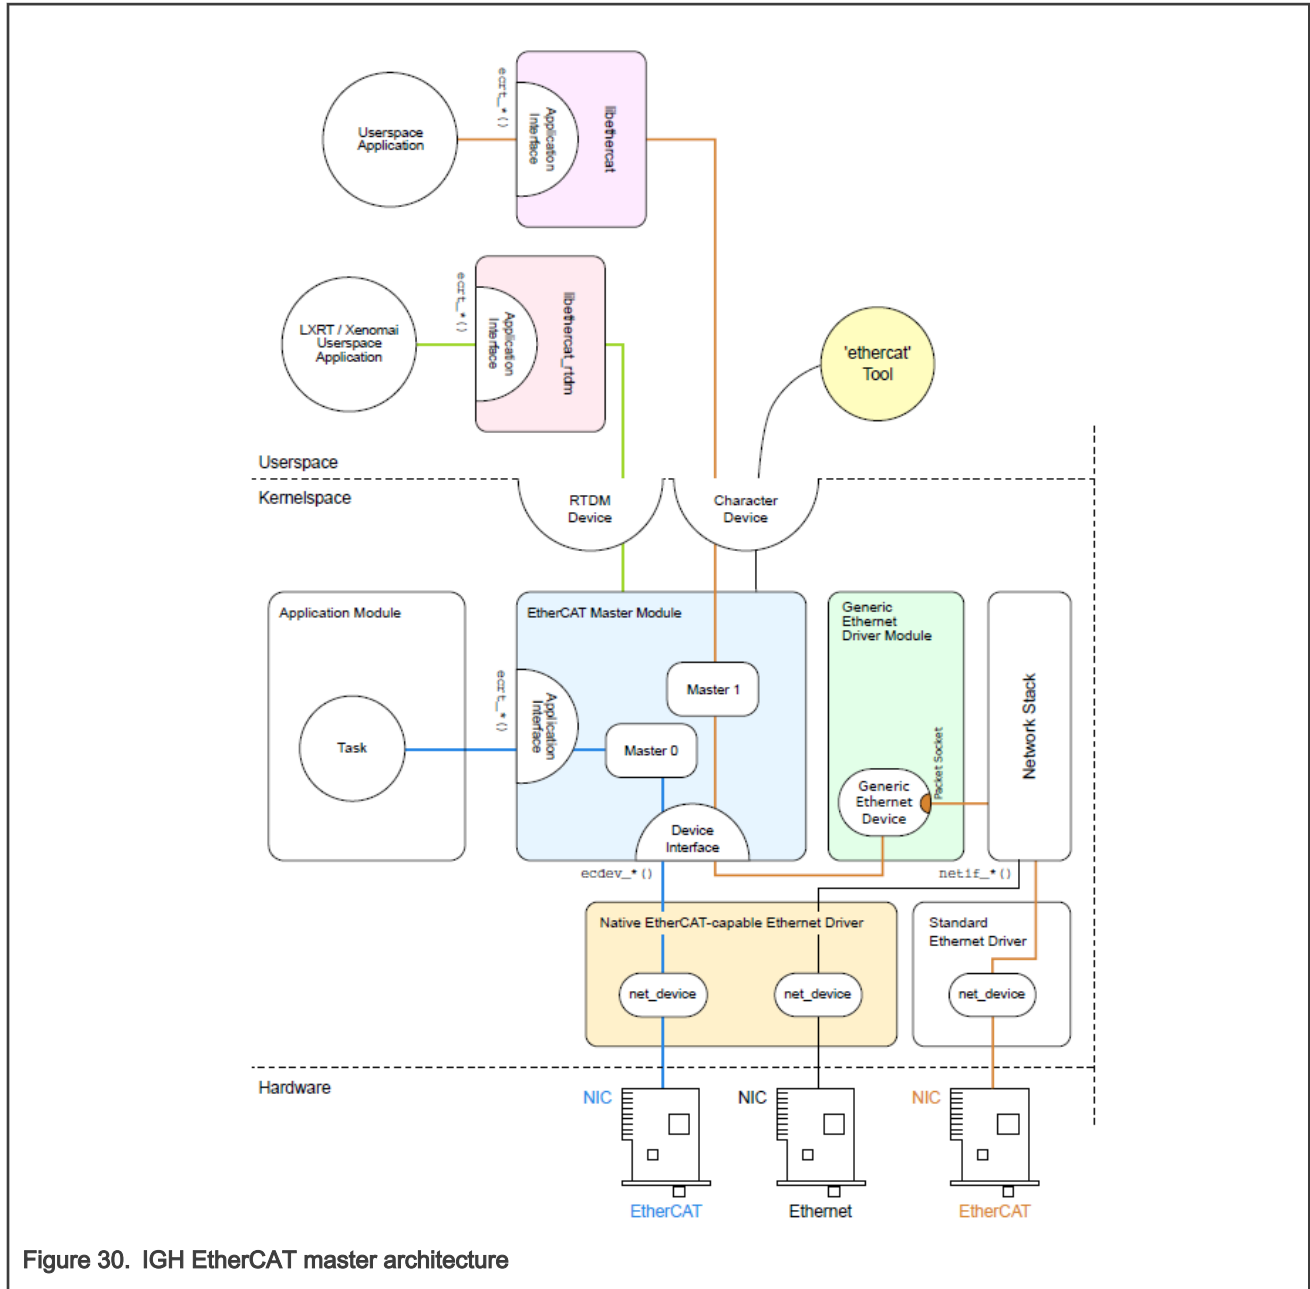 ecrt_*()
Userspace
Application
Application
Interface
libethercat
ecrt_*()
LXRT / Xenomai
Userspace
Application
Application
Interface
libethercat_rtdm
'ethercat'
Tool
Userspace
Kernelspace
RTDM
Device
Character
Device
Application Module
EtherCAT Master Module
Generic
Ethernet
Driver Module
Network Stack
ecrt_*()
Application
Interface
Master 1
Task
Master 0
Packet Socket
Generic
Ethernet
Device
Device
Interface
ecdev_*()
netif_*()
Native EtherCAT-capable Ethernet Driver
Standard
Ethernet Driver
net_device
net_device
net_device
Hardware
NIC
NIC
NIC
EtherCAT
Ethernet
EtherCAT
Figure 30. IGH EtherCAT master architecture